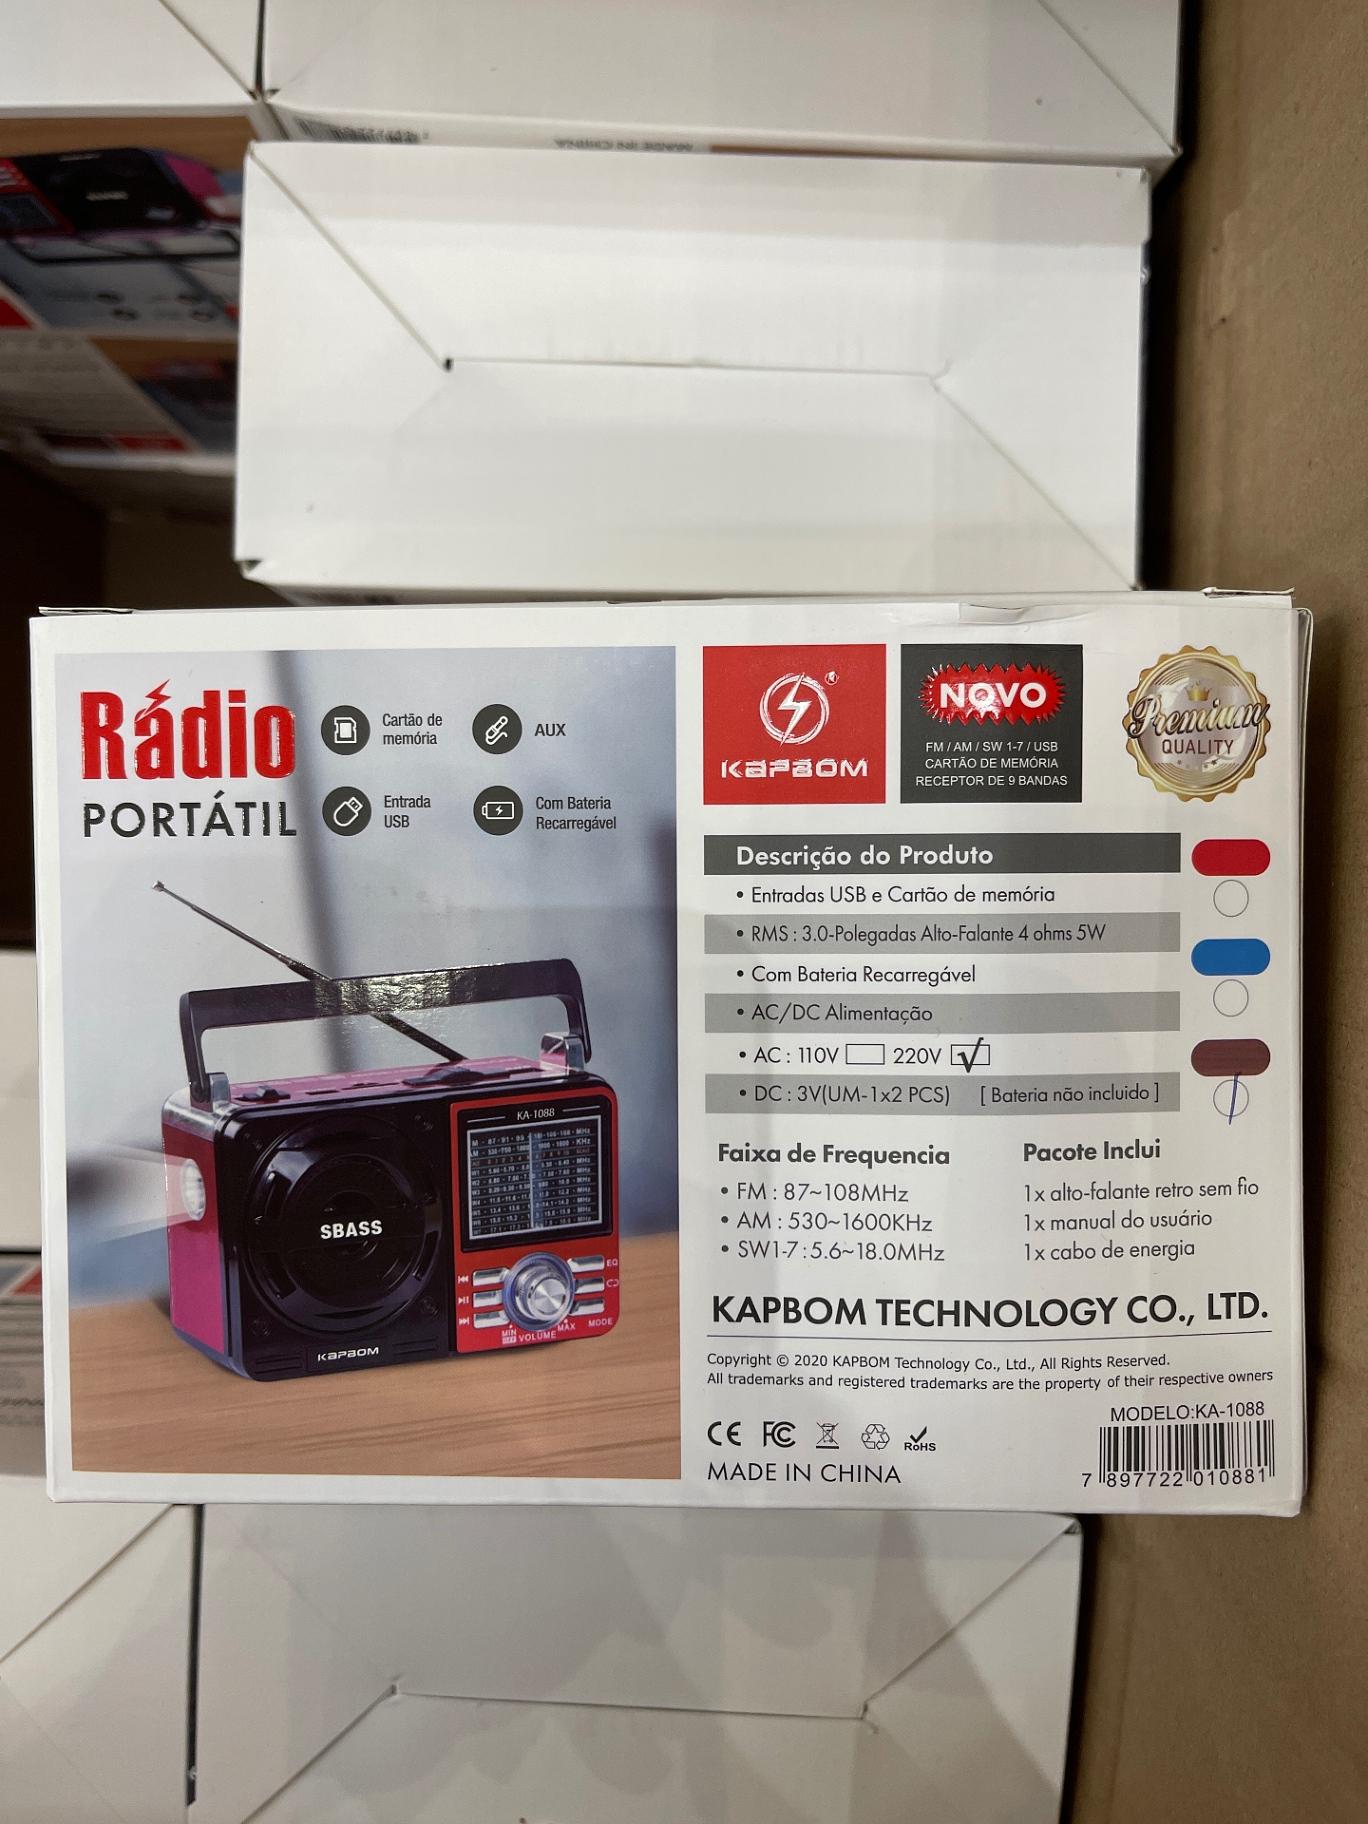 MADE IN CHINA
Rádio
PORTÁTIL
Cartão de
memória
AUX
Entrada
USB
Com Bateria
Recarregável
KAPBOM
NOVO
FM / AM / SW 1-7 / USB
CARTÃO DE MEMÓRIA
RECEPTOR DE 9 BANDAS
Premium
QUALITY
Descrição do Produto
• Entradas USB e Cartão de memória
• RMS : 3.0-Polegadas Alto-Falante 4 ohms 5W
• Com Bateria Recarregável
• AC/DC Alimentação
• AC : 110V 220V
• DC : 3V(UM-1x2 PCS) [ Bateria não incluido ]
Faixa de Frequencia
• FM : 87~108MHz
• AM : 530~1600KHz
• SW1-7 : 5.6~18.0MHz
Pacote Inclui
1x alto-falante retro sem fio
1x manual do usuário
1x cabo de energia
KA-1088
SBASS
EQ
MODE
MIN
MAX
OFF VOLUME
KAPBOM
KAPBOM TECHNOLOGY CO., LTD.
Copyright © 2020 KAPBOM Technology Co., Ltd., All Rights Reserved.
All trademarks and registered trademarks are the property of their respective owners
CE FC RoHS
MADE IN CHINA
MODELO:KA-1088
7 897722 010881